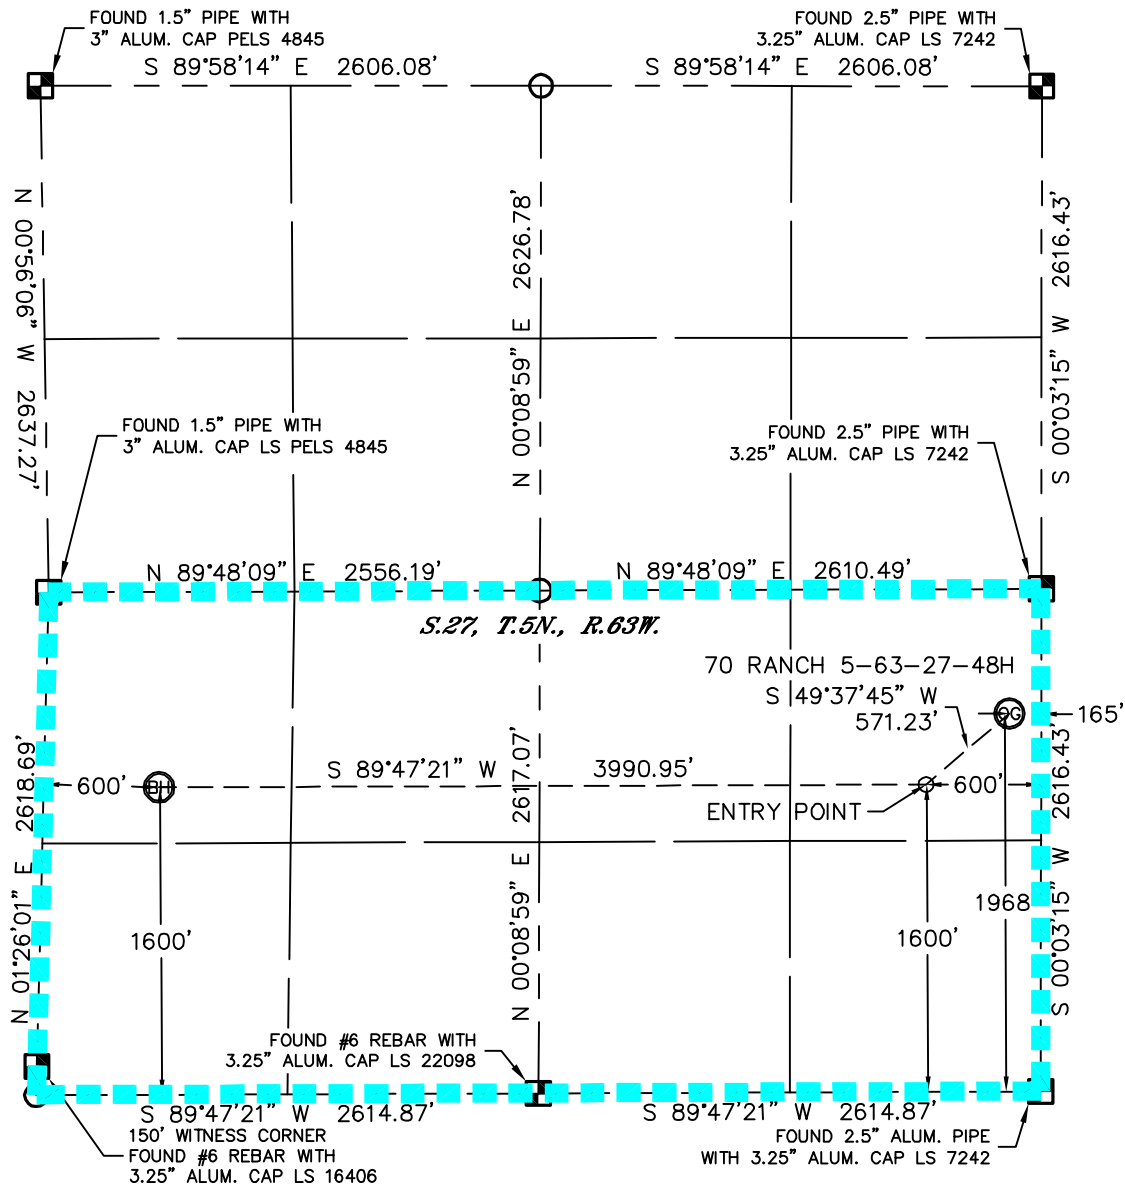 FOUND 1.5" PIPE WITH
3" ALUM. CAP PELS 4845
FOUND 2.5" PIPE WITH
3.25" ALUM. CAP LS 7242
S 89°58'14" E 2606.08'
S 89°58'14" E 2606.08'
N 00°56'06" W 2637.27'
N 00°08'59" E 2626.78'
S 00°03'15" W 2616.43'
FOUND 1.5" PIPE WITH
3" ALUM. CAP LS PELS 4845
FOUND 2.5" PIPE WITH
3.25" ALUM. CAP LS 7242
N 89°48'09" E 2556.19'
N 89°48'09" E 2610.49'
S.27, T.5N., R.63W.
70 RANCH 5-63-27-48H
S 49°37'45" W
571.23'
OG
165'
N 01°26'01" E 2618.69'
600'
BH
S 89°47'21" W 3990.95'
N 00°08'59" E 2617.07'
600'
ENTRY POINT
S 00°03'15" W 2616.43'
1968
1600'
1600'
FOUND #6 REBAR WITH
3.25" ALUM. CAP LS 22098
S 89°47'21" W 2614.87'
S 89°47'21" W 2614.87'
150' WITNESS CORNER
FOUND #6 REBAR WITH
3.25" ALUM. CAP LS 16406
FOUND 2.5" ALUM. PIPE
WITH 3.25" ALUM. CAP LS 7242